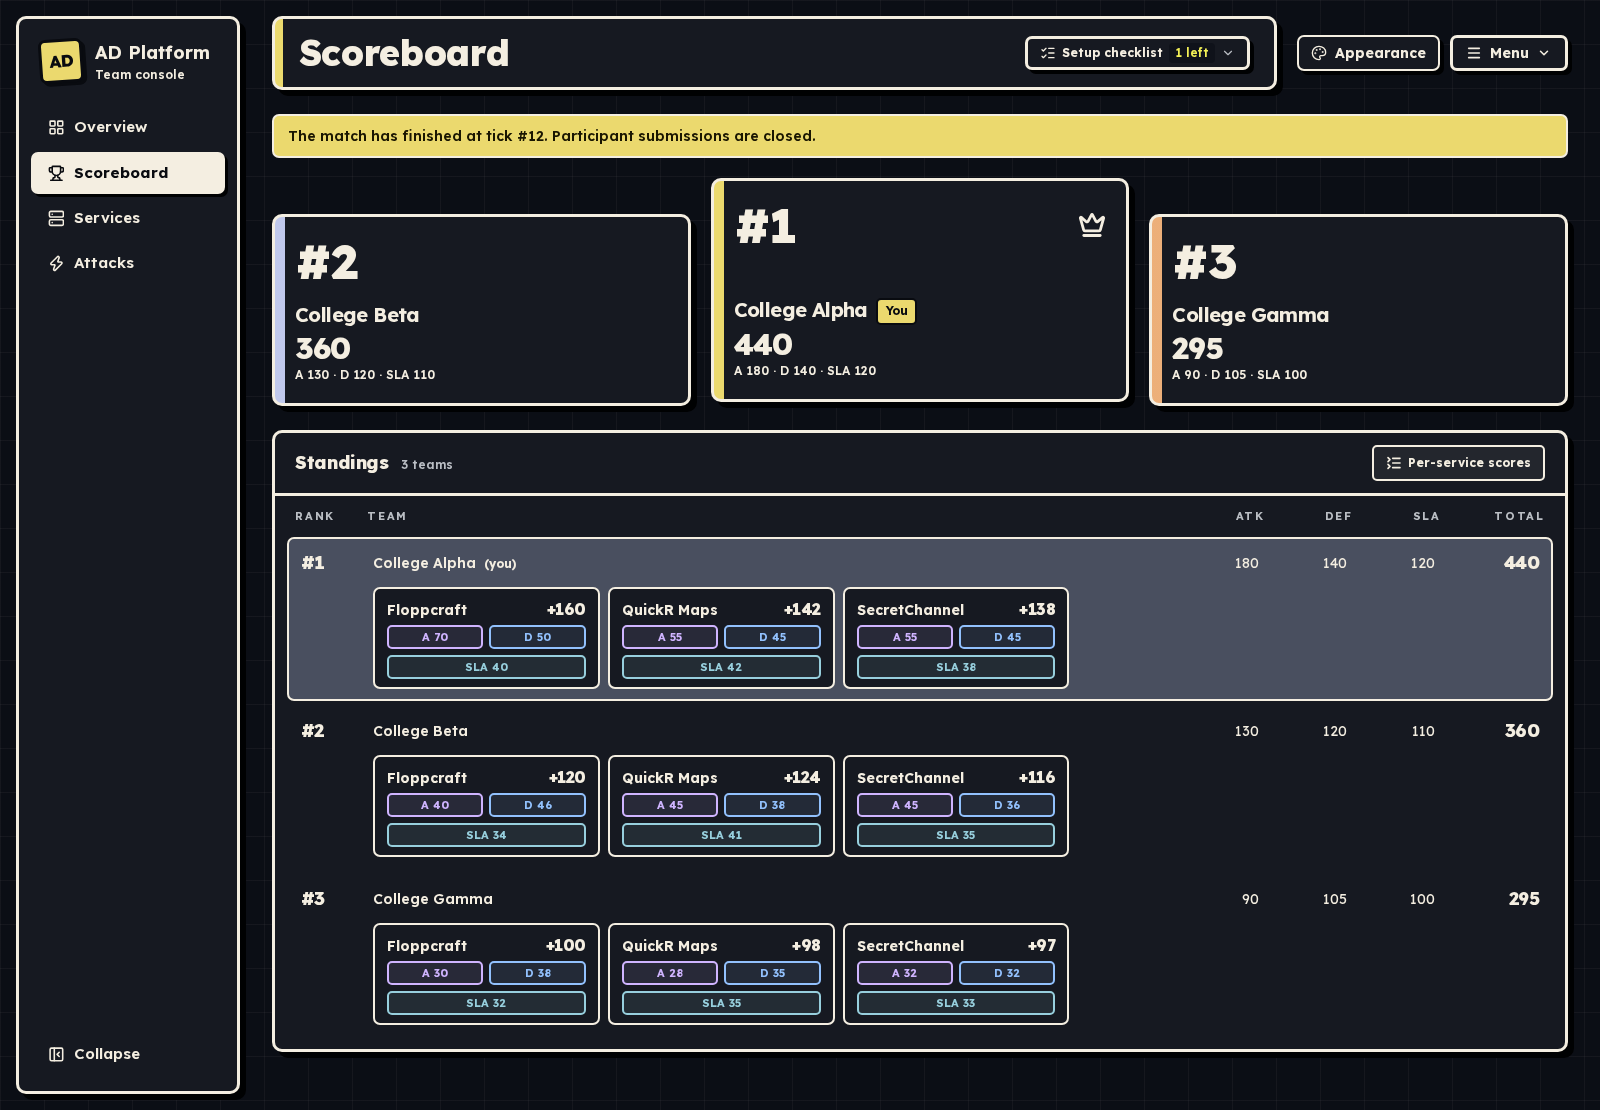 AD
AD Platform
Team console
Overview
Scoreboard
Services
Attacks
Collapse
Scoreboard
Setup checklist 1 left
Appearance
Menu
The match has finished at tick #12. Participant submissions are closed.
#2
College Beta
360
A 130 · D 120 · SLA 110
#1
College Alpha You
440
A 180 · D 140 · SLA 120
#3
College Gamma
295
A 90 · D 105 · SLA 100
Standings 3 teams
Per-service scores
RANK TEAM ATK DEF SLA TOTAL
#1 College Alpha (you) 180 140 120 440
Floppcraft +160 QuickR Maps +142 SecretChannel +138
A 70 D 50 A 55 D 45 A 55 D 45
SLA 40 SLA 42 SLA 38
#2 College Beta 130 120 110 360
Floppcraft +120 QuickR Maps +124 SecretChannel +116
A 40 D 46 A 45 D 38 A 45 D 36
SLA 34 SLA 41 SLA 35
#3 College Gamma 90 105 100 295
Floppcraft +100 QuickR Maps +98 SecretChannel +97
A 30 D 38 A 28 D 35 A 32 D 32
SLA 32 SLA 35 SLA 33